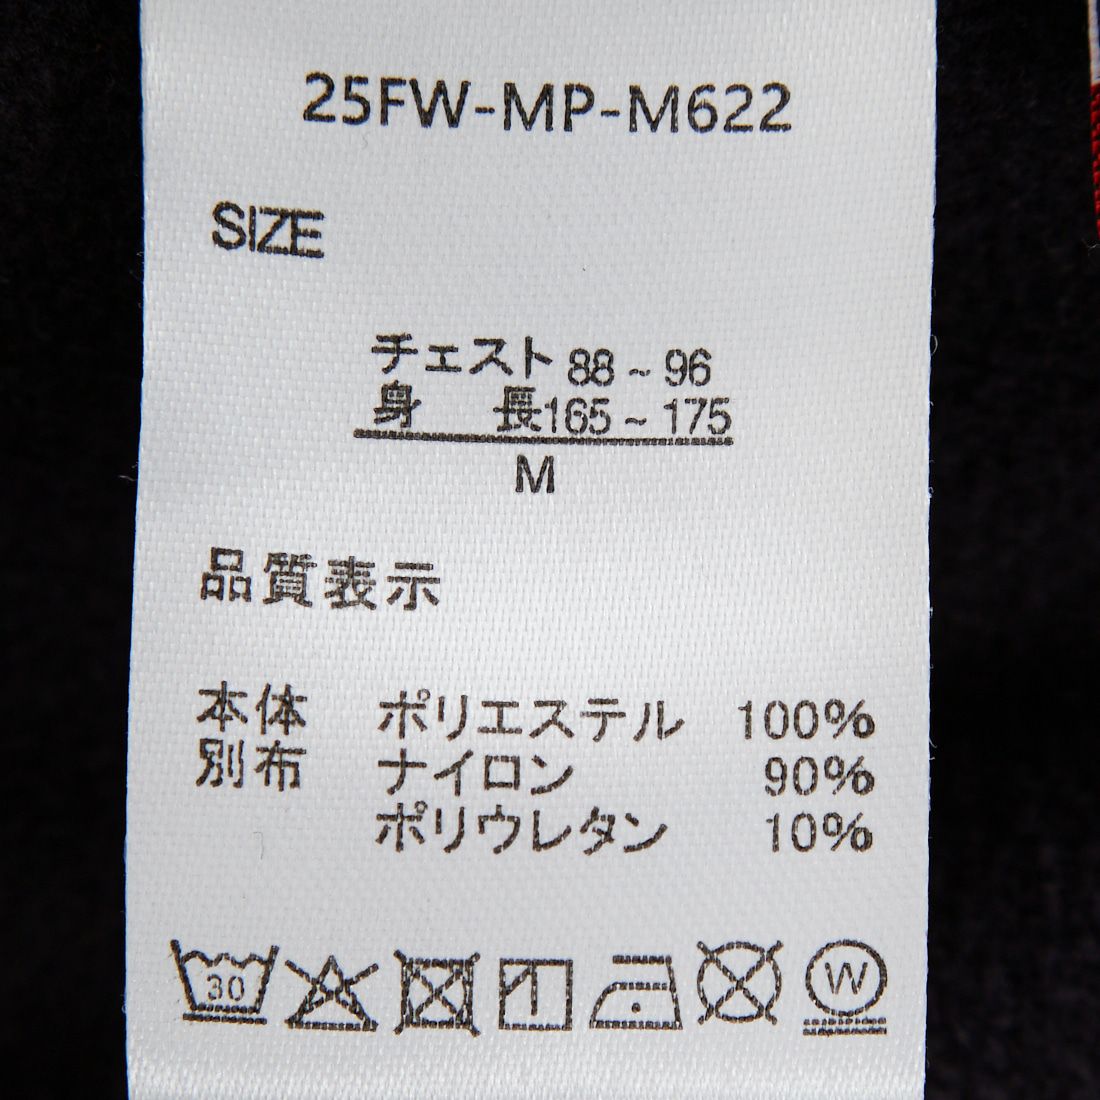 25FW-MP-M622
SIZE
チェスト 88 ~ 96
身 長165 ~ 175
M
品質表示
本体 ポリエステル 100%
別布 ナイロン 90%
ポリウレタン 10%
30 W